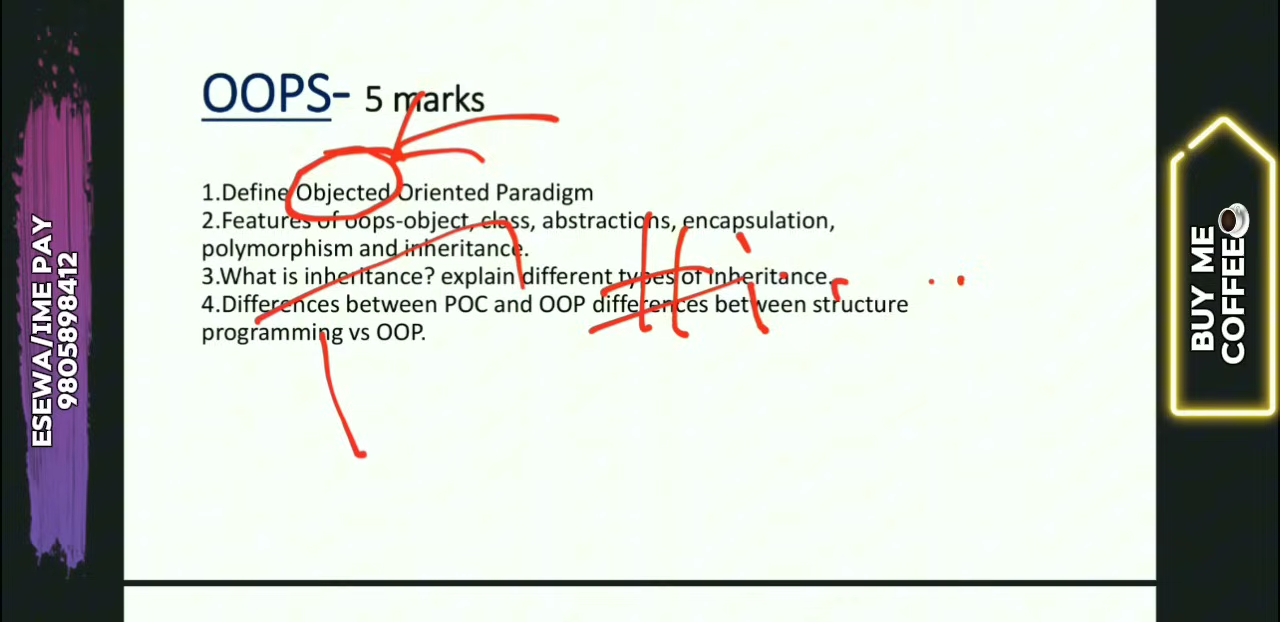 OOPS- 5 marks
1.Define Objected Oriented Paradigm
2.Features of oops-object, class, abstractions, encapsulation,
polymorphism and inheritance.
3.What is inheritance? explain different types of inheritance.
4.Differences between POC and OOP differences between structure
programming vs OOP.
ESEWA/IME PAY
9805898412
BUY ME
COFFEE